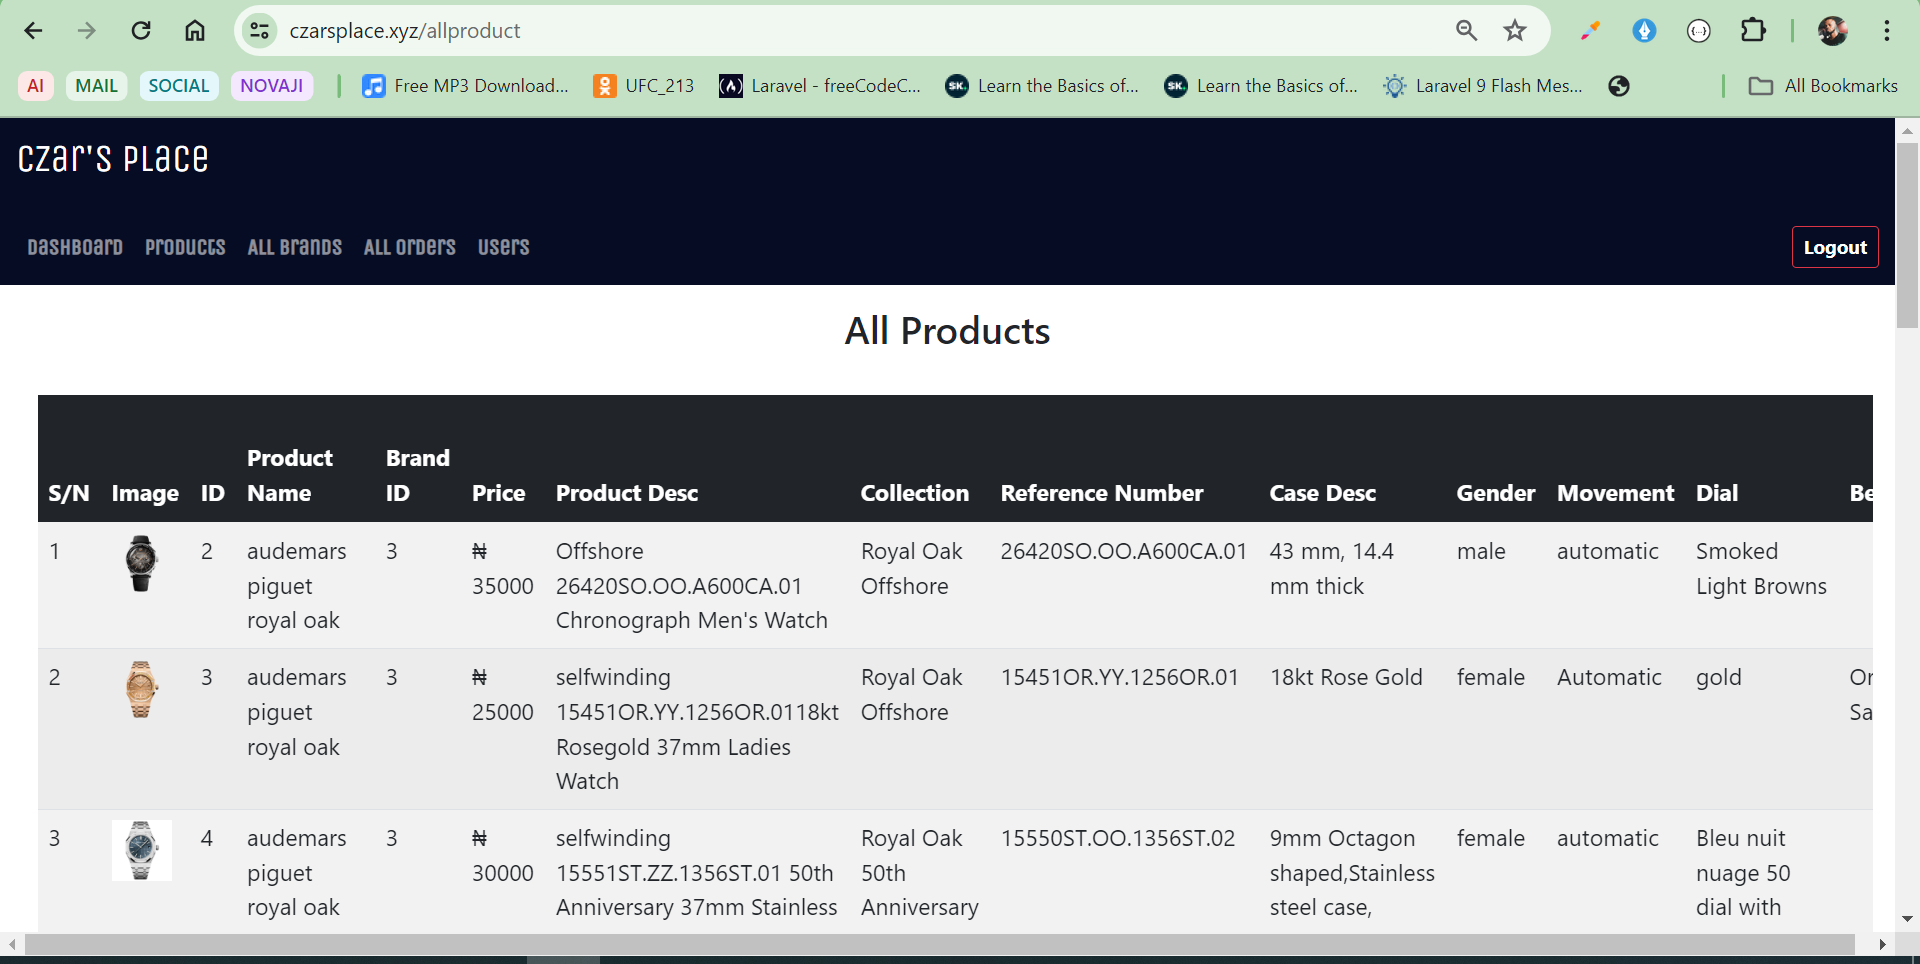 czarsplace.xyz/allproduct
AI MAIL SOCIAL NOVAJI Free MP3 Download... UFC_213 Laravel - freeCodeC... SK. Learn the Basics of... SK. Learn the Basics of... Laravel 9 Flash Mes... All Bookmarks
czar's place
Dashboard Products All Brands All Orders Users Logout
All Products
S/N Image ID Product Name Brand ID Price Product Desc Collection Reference Number Case Desc Gender Movement Dial Be
1 2 audemars 3 ₦ Offshore Royal Oak 26420SO.OO.A600CA.01 43 mm, 14.4 male automatic Smoked
piguet 35000 26420SO.OO.A600CA.01 Offshore mm thick Light Browns
royal oak Chronograph Men's Watch
2 3 audemars 3 ₦ selfwinding Royal Oak 15451OR.YY.1256OR.01 18kt Rose Gold female Automatic gold Or
piguet 25000 15451OR.YY.1256OR.0118kt Offshore Sa
royal oak Rosegold 37mm Ladies
Watch
3 4 audemars 3 ₦ selfwinding Royal Oak 15550ST.OO.1356ST.02 9mm Octagon female automatic Bleu nuit
piguet 30000 15551ST.ZZ.1356ST.01 50th 50th shaped,Stainless nuage 50
royal oak Anniversary 37mm Stainless Anniversary steel case, dial with